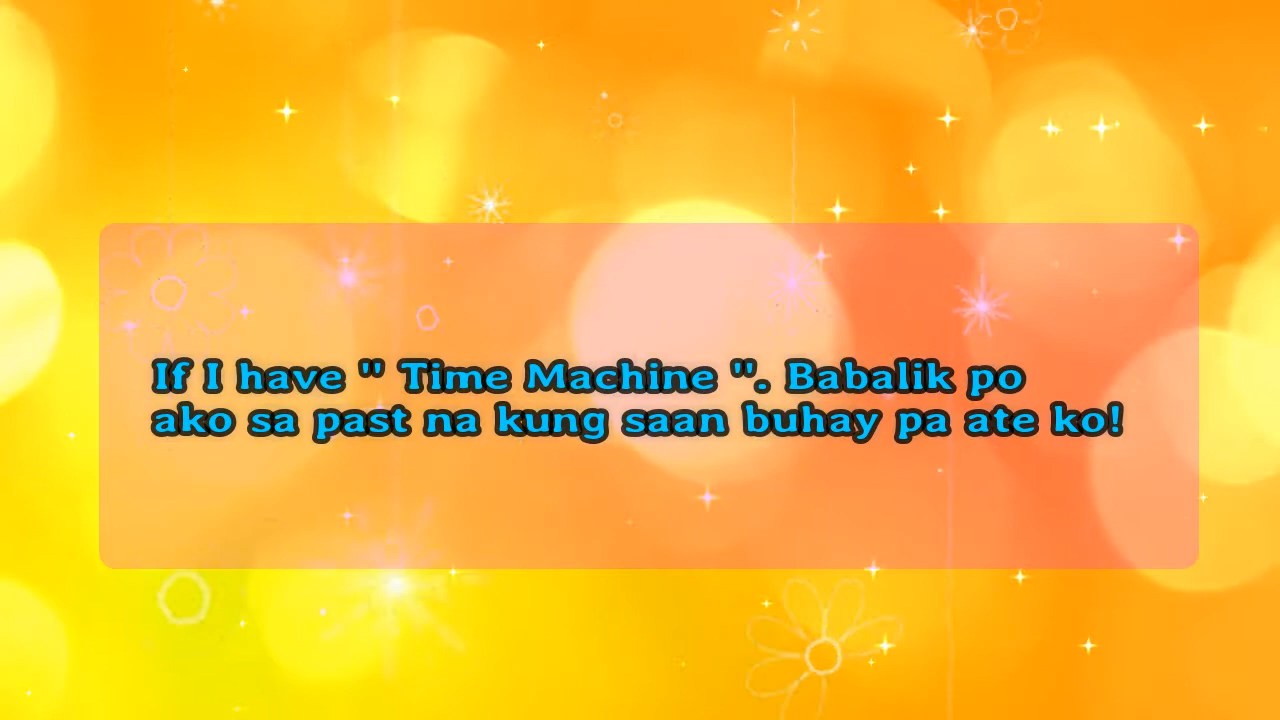 If I have " Time Machine ". Babalik po
ako sa past na kung saan buhay pa ate ko!